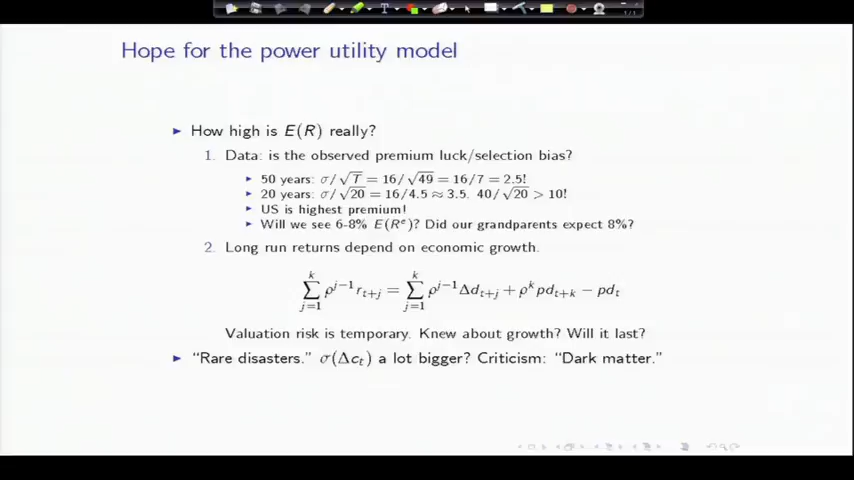 Hope for the power utility model
► How high is E(R) really?
1. Data: is the observed premium luck/selection bias?
► 50 years: σ/√T = 16/√49 = 16/7 = 2.5!
► 20 years: σ/√20 = 16/4.5 ≈ 3.5. 40/√20 > 10!
► US is highest premium!
► Will we see 6-8% E(Rᵉ)? Did our grandparents expect 8%?
2. Long run returns depend on economic growth.
∑_{j=1}^{k} ρ^{j−1} r_{t+j} = ∑_{j=1}^{k} ρ^{j−1} Δd_{t+j} + ρ^k pd_{t+k} − pd_t
Valuation risk is temporary. Knew about growth? Will it last?
► “Rare disasters.” σ(Δc_t) a lot bigger? Criticism: “Dark matter.”